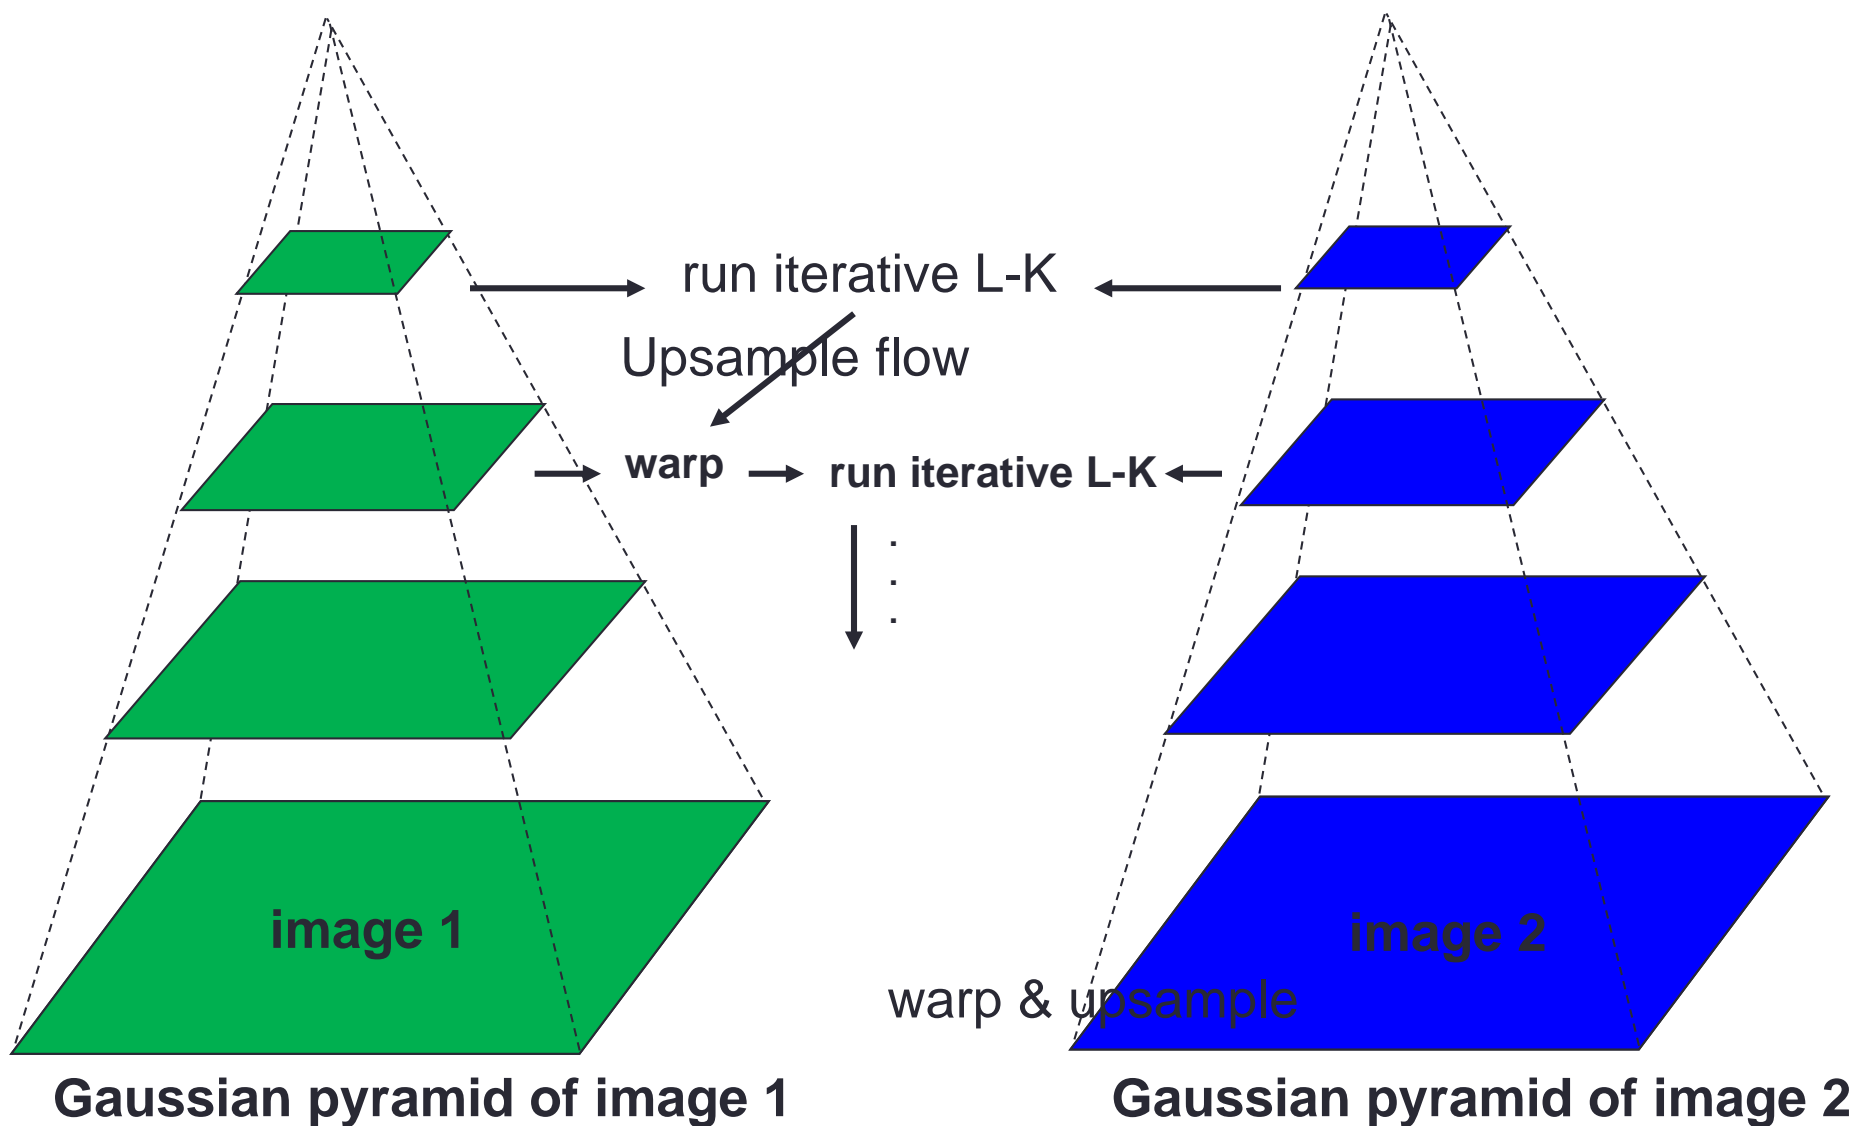 run iterative L-K
Upsample flow
warp
run iterative L-K
.
.
.
image 1
image 2
warp & upsample
Gaussian pyramid of image 1
Gaussian pyramid of image 2